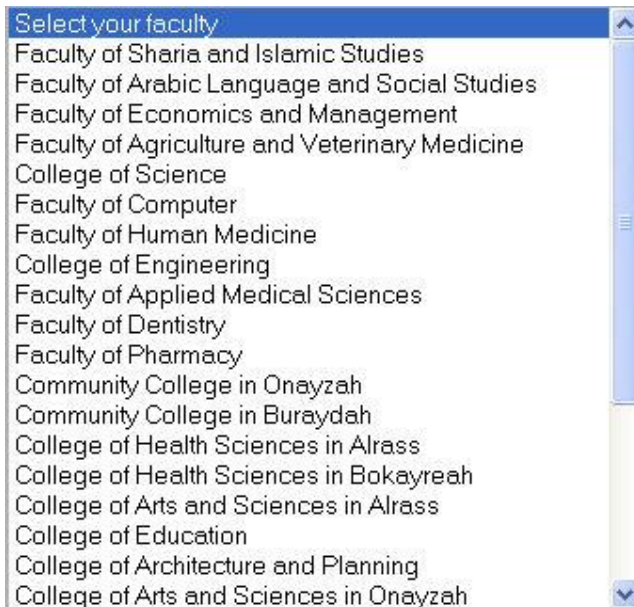 Select your faculty
Faculty of Sharia and Islamic Studies
Faculty of Arabic Language and Social Studies
Faculty of Economics and Management
Faculty of Agriculture and Veterinary Medicine
College of Science
Faculty of Computer
Faculty of Human Medicine
College of Engineering
Faculty of Applied Medical Sciences
Faculty of Dentistry
Faculty of Pharmacy
Community College in Onayzah
Community College in Buraydah
College of Health Sciences in Alrass
College of Health Sciences in Bokayreah
College of Arts and Sciences in Alrass
College of Education
College of Architecture and Planning
College of Arts and Sciences in Onayzah